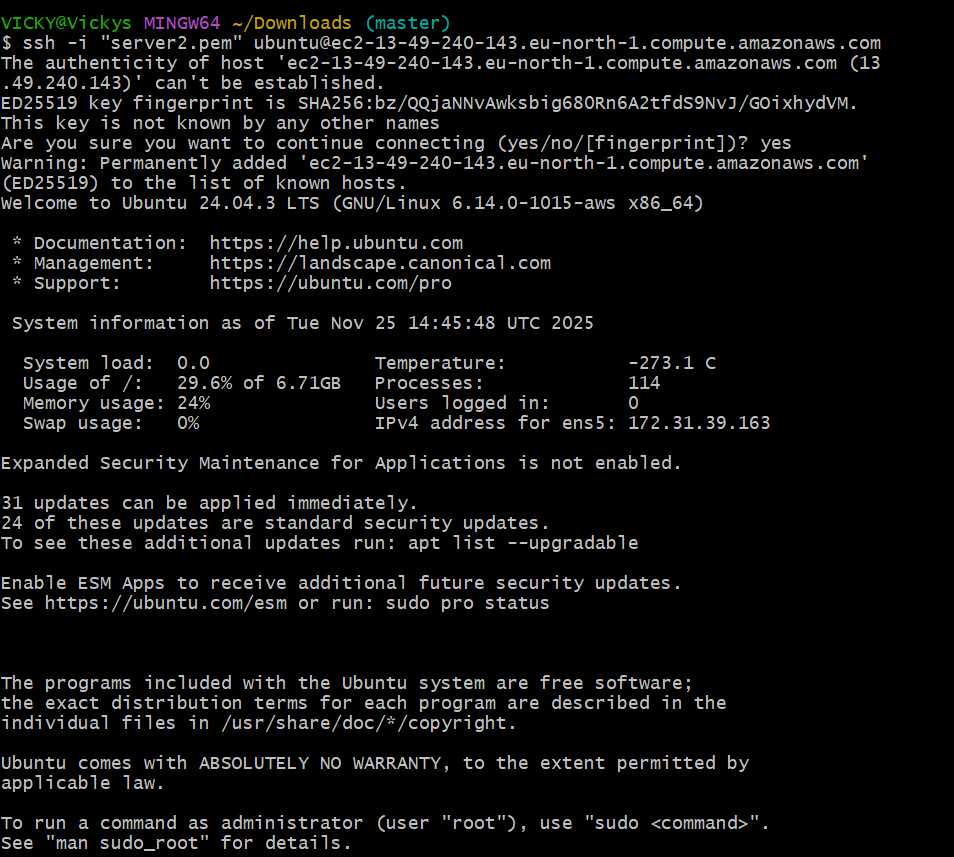 VICKY@Vickys MINGW64 ~/Downloads (master)
$ ssh -i "server2.pem" ubuntu@ec2-13-49-240-143.eu-north-1.compute.amazonaws.com
The authenticity of host 'ec2-13-49-240-143.eu-north-1.compute.amazonaws.com (13
.49.240.143)' can't be established.
ED25519 key fingerprint is SHA256:bz/QQjaNNvAwksbig68ORn6A2tfdS9NvJ/GOixhydVM.
This key is not known by any other names
Are you sure you want to continue connecting (yes/no/[fingerprint])? yes
Warning: Permanently added 'ec2-13-49-240-143.eu-north-1.compute.amazonaws.com'
(ED25519) to the list of known hosts.
Welcome to Ubuntu 24.04.3 LTS (GNU/Linux 6.14.0-1015-aws x86_64)
* Documentation: https://help.ubuntu.com
* Management: https://landscape.canonical.com
* Support: https://ubuntu.com/pro
System information as of Tue Nov 25 14:45:48 UTC 2025
System load: 0.0 Temperature: -273.1 C
Usage of /: 29.6% of 6.71GB Processes: 114
Memory usage: 24% Users logged in: 0
Swap usage: 0% IPv4 address for ens5: 172.31.39.163
Expanded Security Maintenance for Applications is not enabled.
31 updates can be applied immediately.
24 of these updates are standard security updates.
To see these additional updates run: apt list --upgradable
Enable ESM Apps to receive additional future security updates.
See https://ubuntu.com/esm or run: sudo pro status
The programs included with the Ubuntu system are free software;
the exact distribution terms for each program are described in the
individual files in /usr/share/doc/*/copyright.
Ubuntu comes with ABSOLUTELY NO WARRANTY, to the extent permitted by
applicable law.
To run a command as administrator (user "root"), use "sudo <command>".
See "man sudo_root" for details.